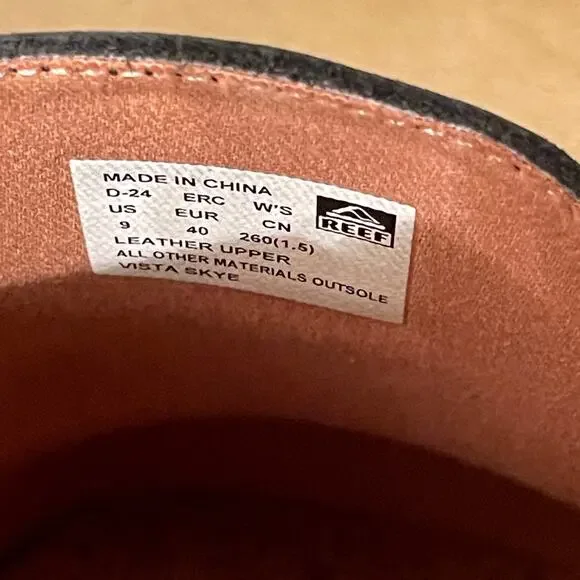 MADE IN CHINA
D-24 ERC W'S
US EUR CN
9 40 260(1.5)
LEATHER UPPER
ALL OTHER MATERIALS OUTSOLE
VISTA SKYE
REEF